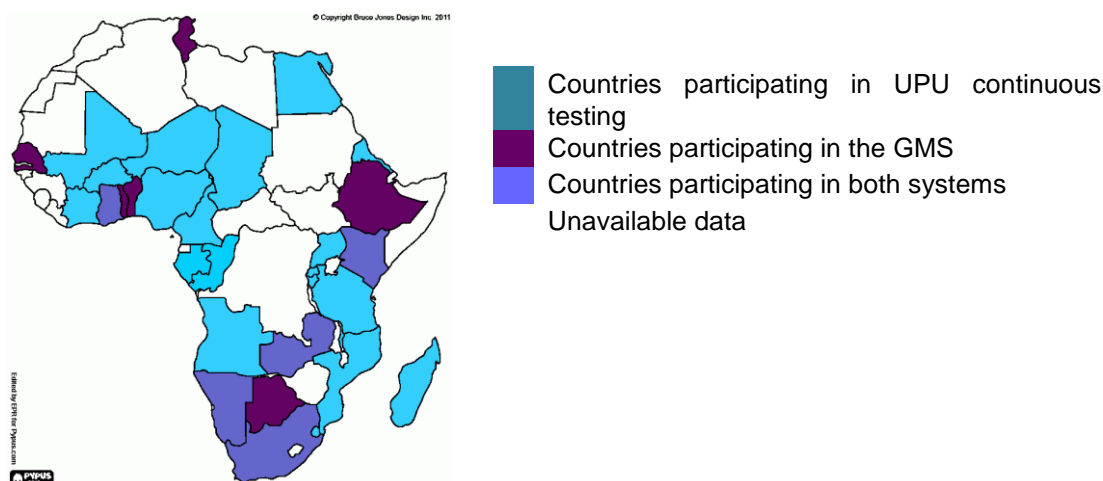 © Copyright Bruce Jones Design Inc. 2011
Countries participating in UPU continuous
testing
Countries participating in the GMS
Countries participating in both systems
Unavailable data
Edited by EPR for Pypus.com
PYPUS